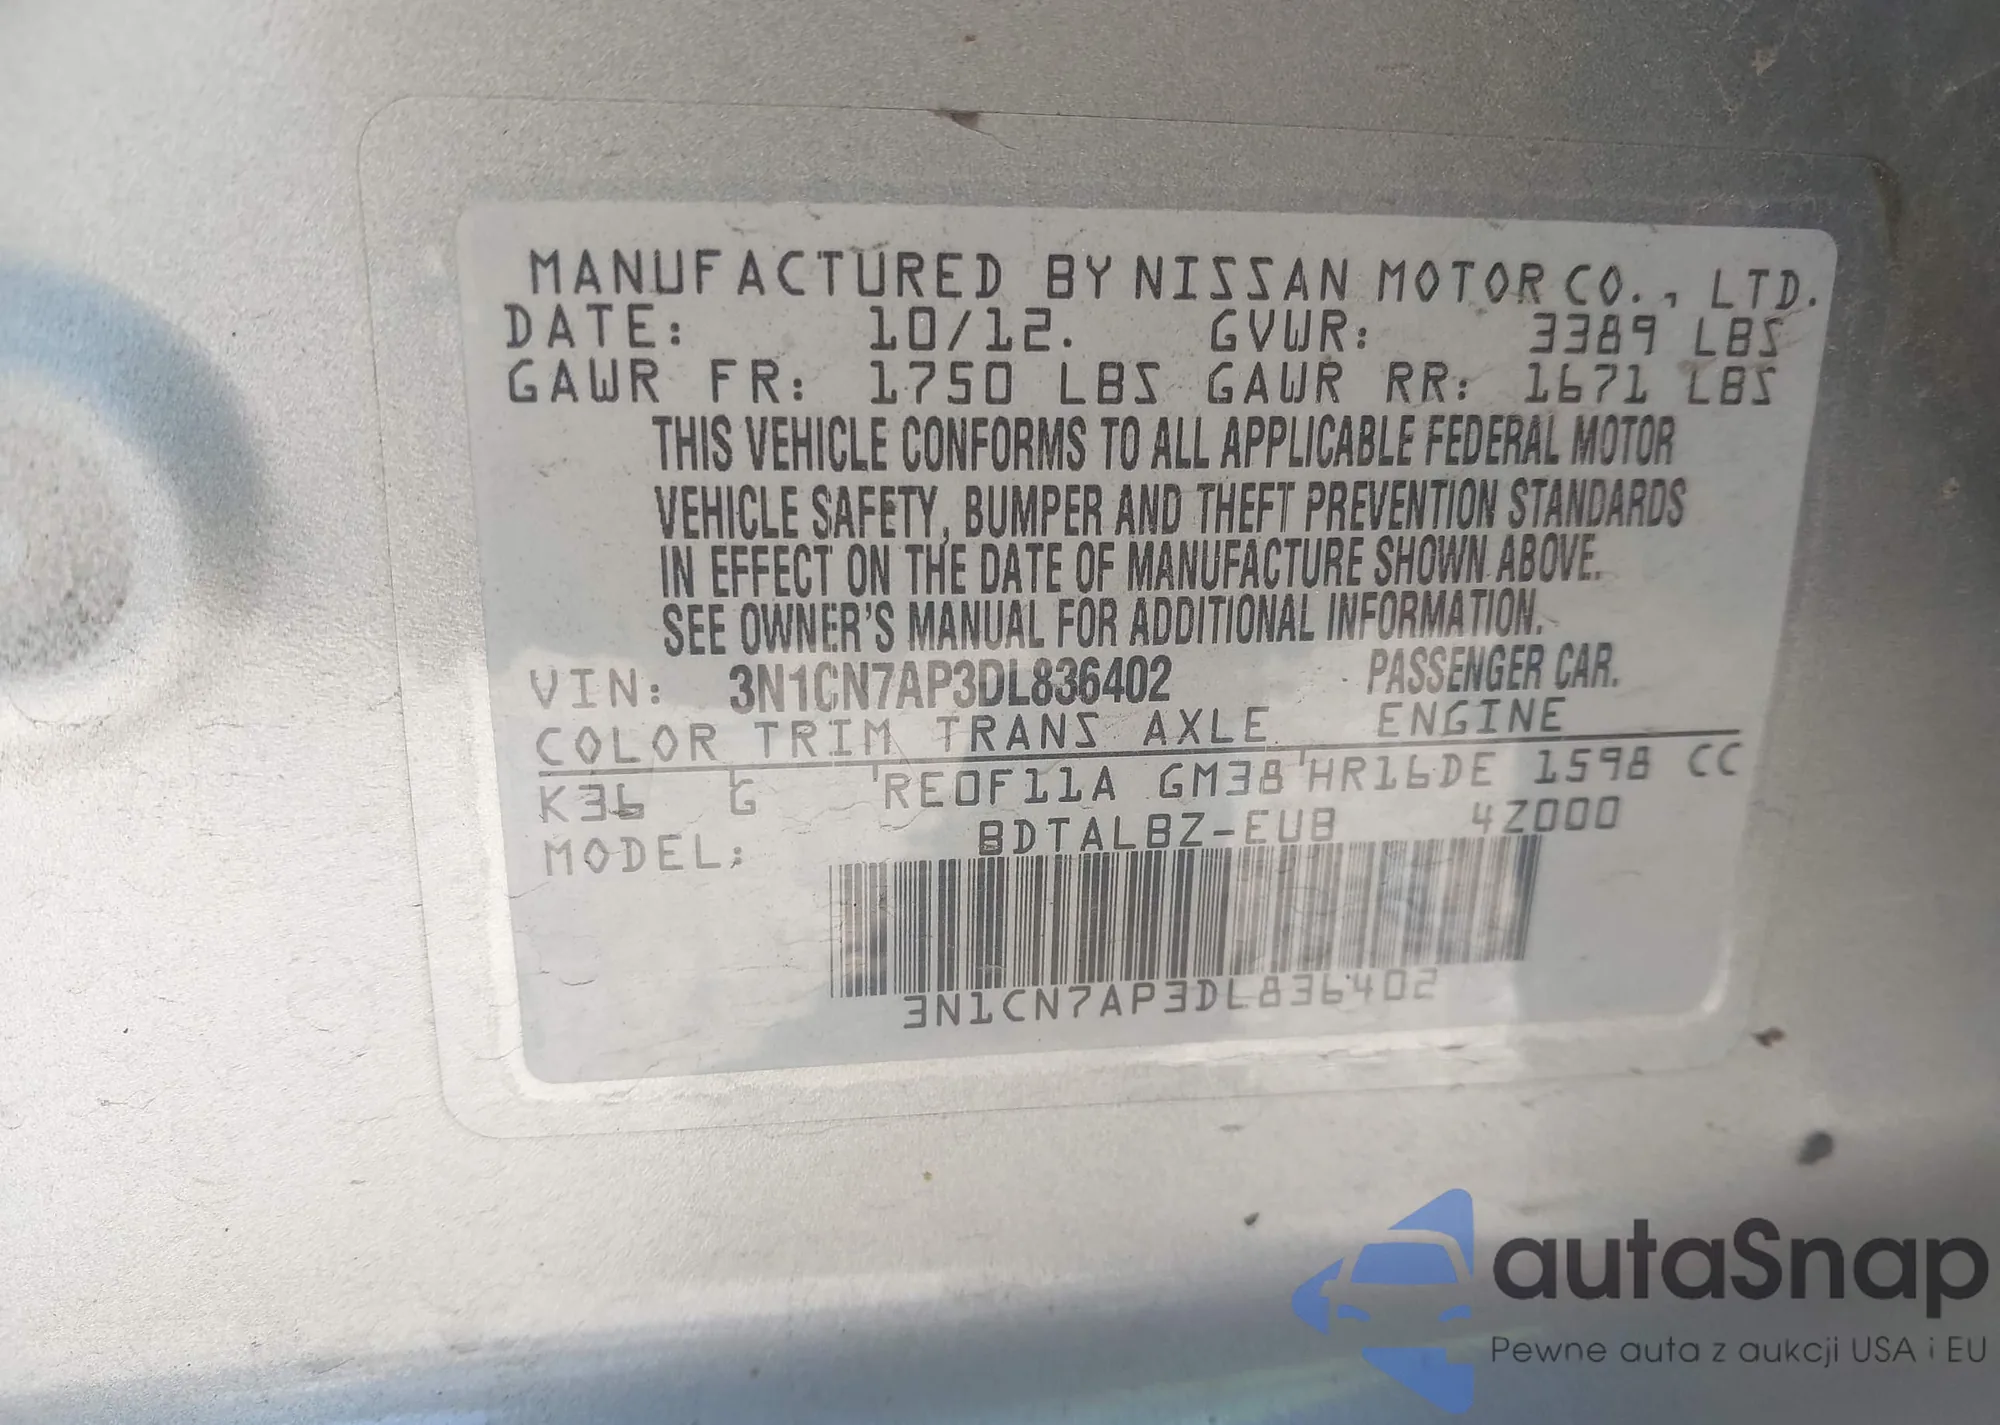 MANUFACTURED BY NISSAN MOTOR CO., LTD.
DATE: 10/12. GVWR: 3389 LBS
GAWR FR: 1750 LBS GAWR RR: 1671 LBS
THIS VEHICLE CONFORMS TO ALL APPLICABLE FEDERAL MOTOR
VEHICLE SAFETY, BUMPER AND THEFT PREVENTION STANDARDS
IN EFFECT ON THE DATE OF MANUFACTURE SHOWN ABOVE.
SEE OWNER'S MANUAL FOR ADDITIONAL INFORMATION.
VIN: 3N1CN7AP3DL836402 PASSENGER CAR.
COLOR TRIM TRANS AXLE ENGINE
K36 G RE0F11A GM38 HR16DE 1598 CC
MODEL: BDTALBZ-EUB 4Z000
3N1CN7AP3DL836402
autaSnap
Pewne auta z aukcji USA i EU